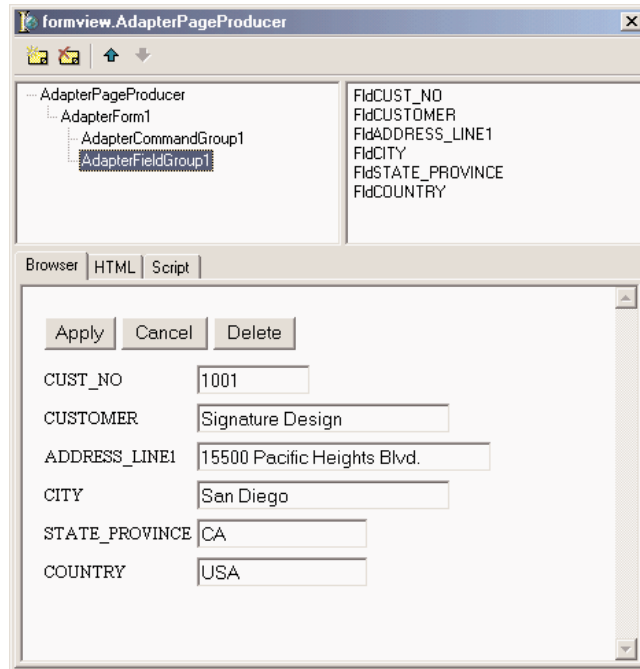 formview.AdapterPageProducer
AdapterPageProducer
AdapterForm1
AdapterCommandGroup1
AdapterFieldGroup1
FldCUST_NO
FldCUSTOMER
FldADDRESS_LINE1
FldCITY
FldSTATE_PROVINCE
FldCOUNTRY
Browser HTML Script
Apply Cancel Delete
CUST_NO 1001
CUSTOMER Signature Design
ADDRESS_LINE1 15500 Pacific Heights Blvd.
CITY San Diego
STATE_PROVINCE CA
COUNTRY USA